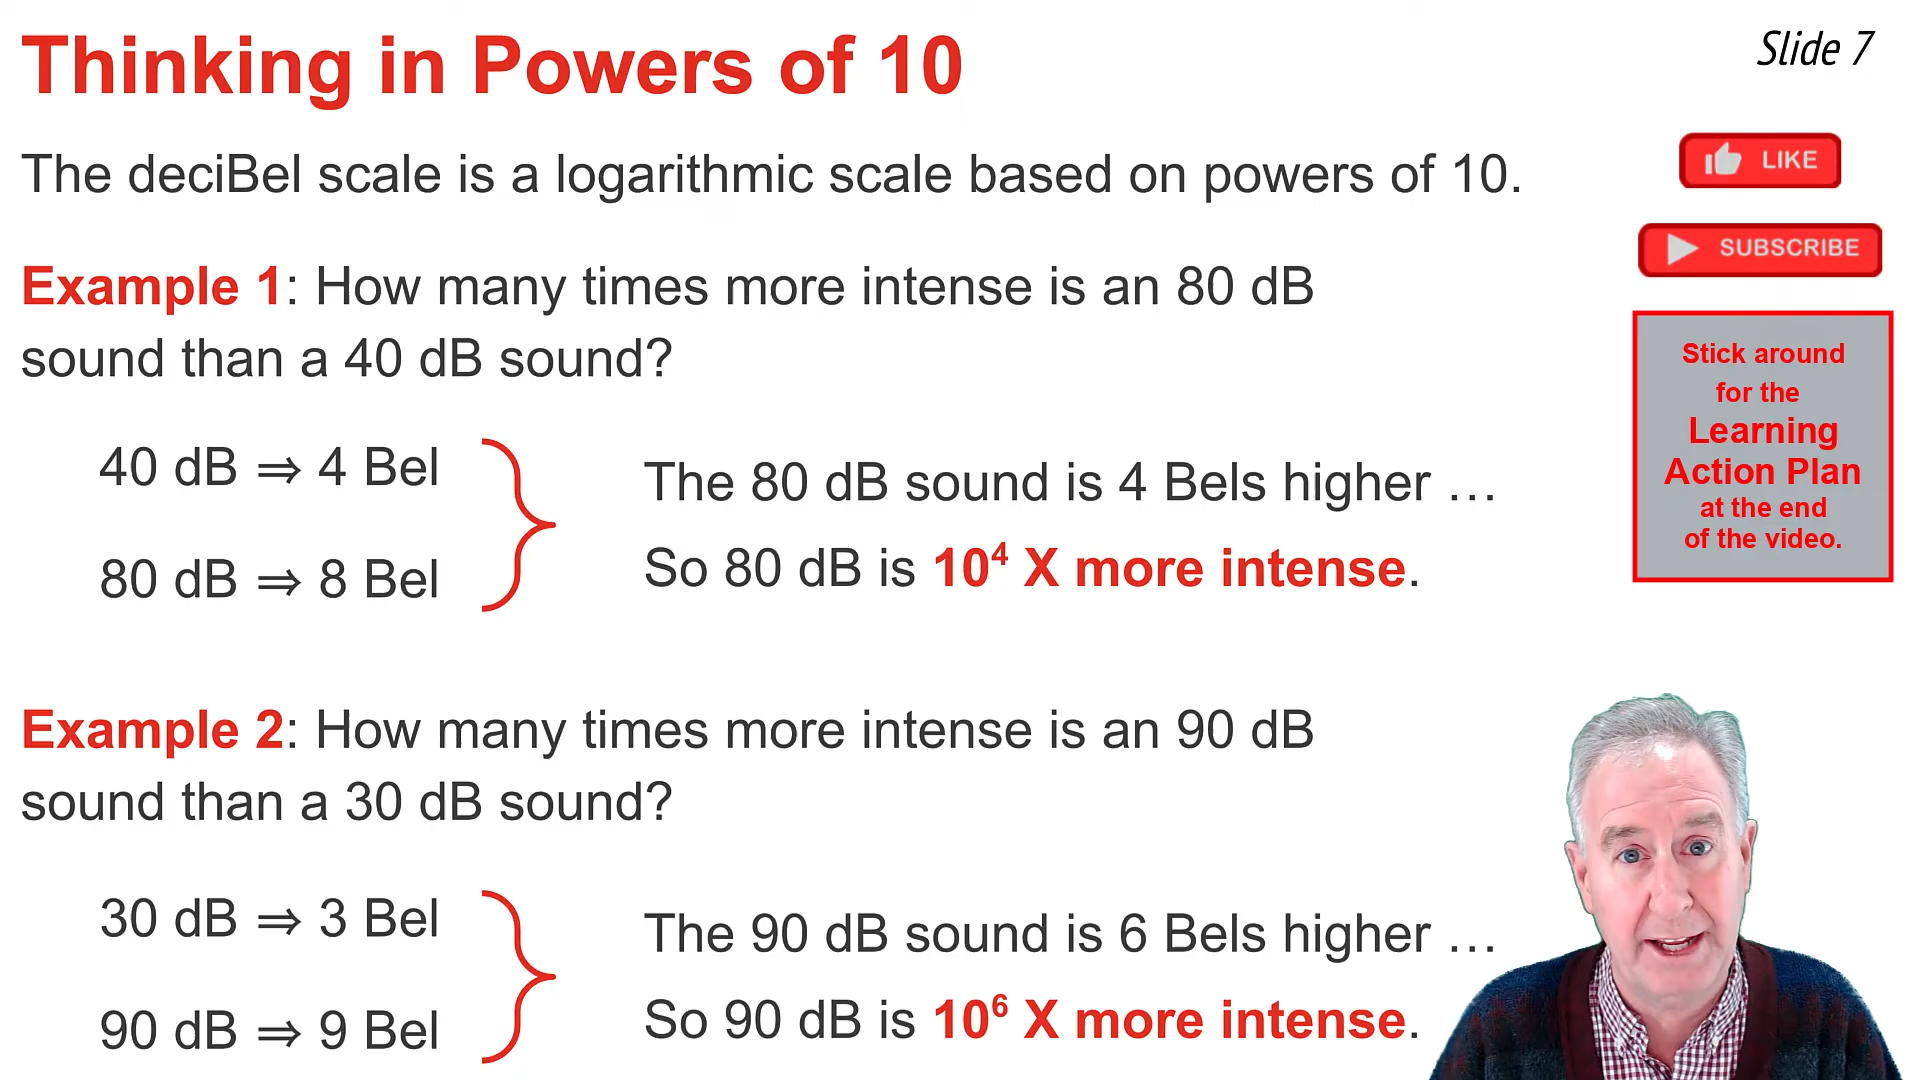 Thinking in Powers of 10
Slide 7
The deciBel scale is a logarithmic scale based on powers of 10.
LIKE
SUBSCRIBE
Stick around
for the
Learning
Action Plan
at the end
of the video.
Example 1: How many times more intense is an 80 dB
sound than a 40 dB sound?
40 dB ⇒ 4 Bel
80 dB ⇒ 8 Bel
The 80 dB sound is 4 Bels higher …
So 80 dB is 10⁴ X more intense.
Example 2: How many times more intense is an 90 dB
sound than a 30 dB sound?
30 dB ⇒ 3 Bel
90 dB ⇒ 9 Bel
The 90 dB sound is 6 Bels higher …
So 90 dB is 10⁶ X more intense.